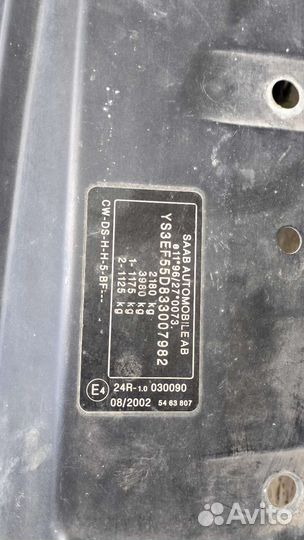 SAAB AUTOMOBILE AB
e11*96/27*0073.
YS3EF55D833007982
2180 kg
3980 kg
1- 1175 kg
2- 1125 kg
CW-DS-H-H-5-BF-..
E4 24R-1.0 030090
08/2002 54 63 807
Avito